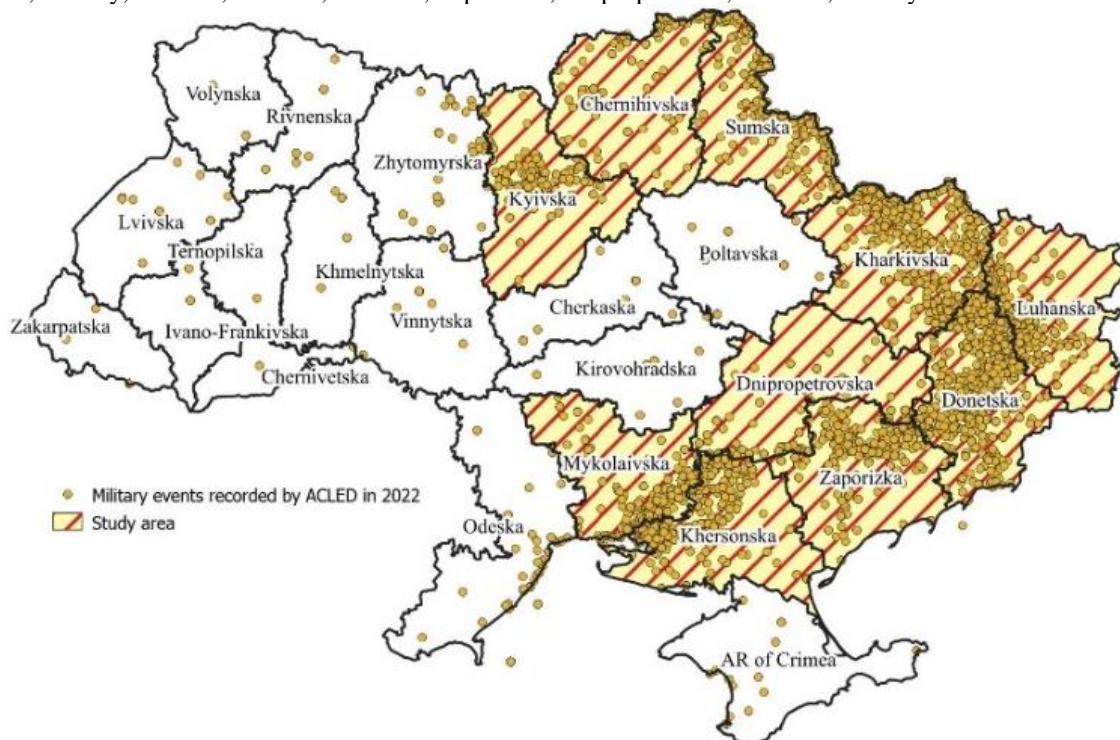 Volynska
Rivnenska
Zhytomyrska
Chernihivska
Sumska
Kyivska
Lvivska
Ternopilska
Khmelnytska
Poltavska
Kharkivska
Luhanska
Zakarpatska
Ivano-Frankivska
Vinnytska
Cherkaska
Chernivetska
Kirovohradska
Dnipropetrovska
Donetska
Mykolaivska
Zaporizka
Military events recorded by ACLED in 2022
Study area
Odeska
Khersonska
AR of Crimea